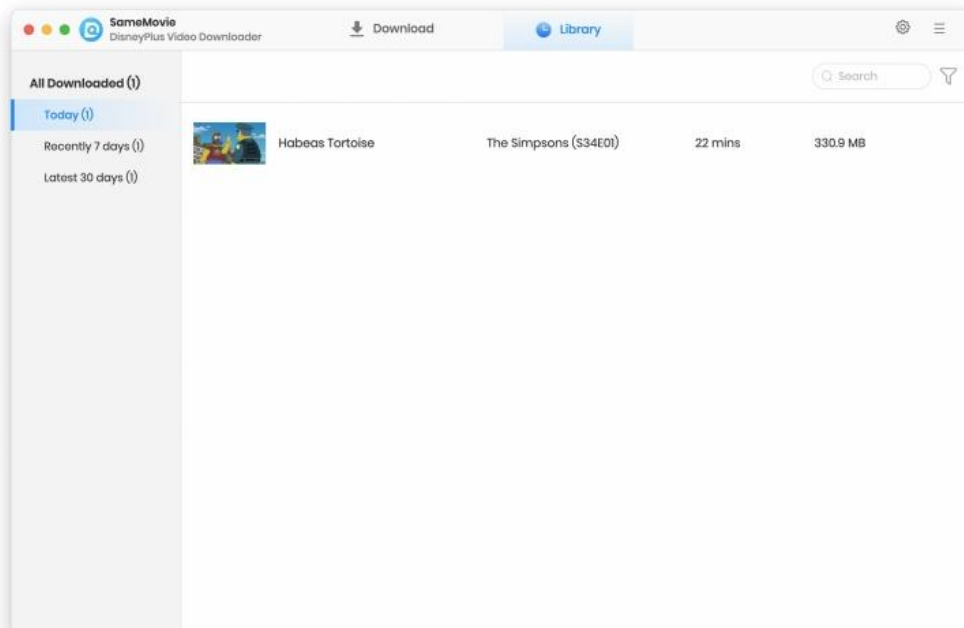 SameMovie
DisneyPlus Video Downloader
Download
Library
All Downloaded (1)
Today (1)
Recently 7 days (1)
Latest 30 days (1)
Search
Habeas Tortoise
The Simpsons (S34E01)
22 mins
330.9 MB